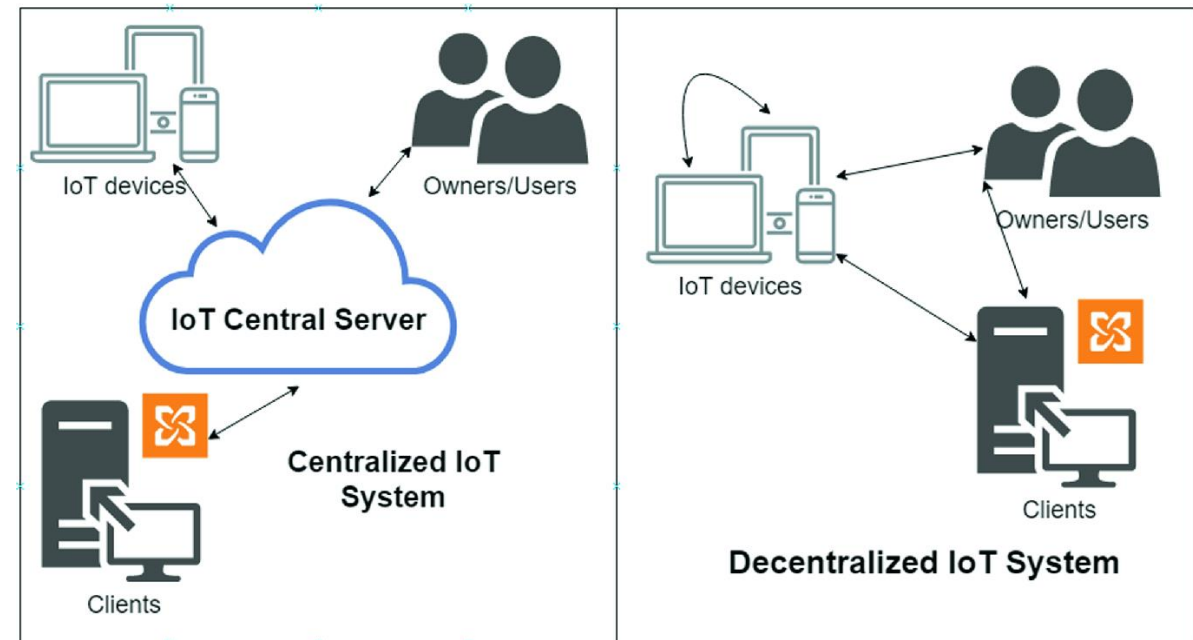 IoT devices
Owners/Users
IoT Central Server
Centralized IoT
System
Clients
IoT devices
Owners/Users
Clients
Decentralized IoT System